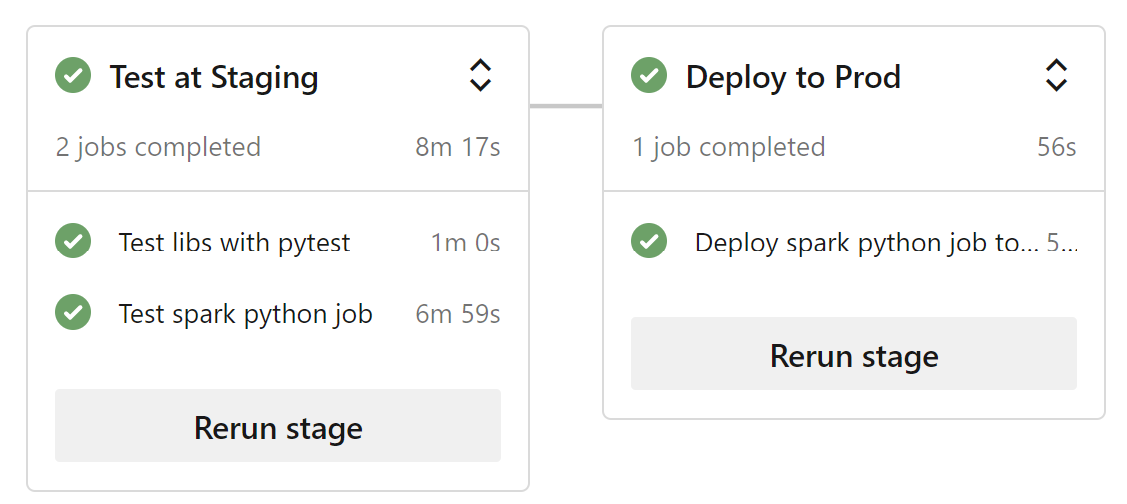 Test at Staging
2 jobs completed 8m 17s
Test libs with pytest 1m 0s
Test spark python job 6m 59s
Rerun stage
Deploy to Prod
1 job completed 56s
Deploy spark python job to... 5...
Rerun stage